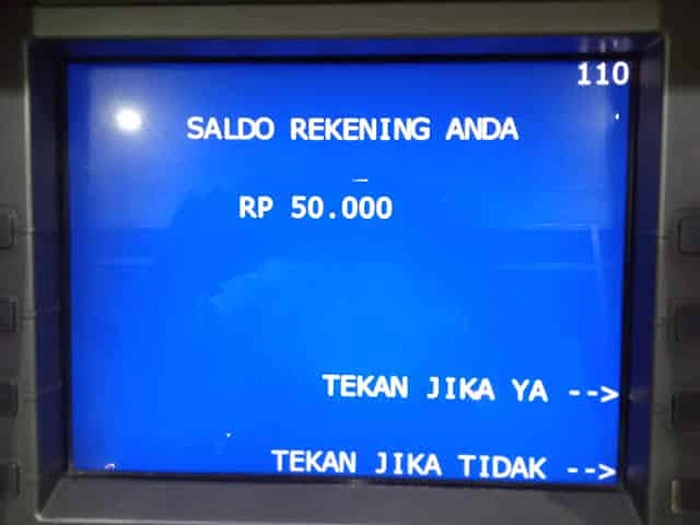 110
SALDO REKENING ANDA
RP 50.000
TEKAN JIKA YA -->
TEKAN JIKA TIDAK -->